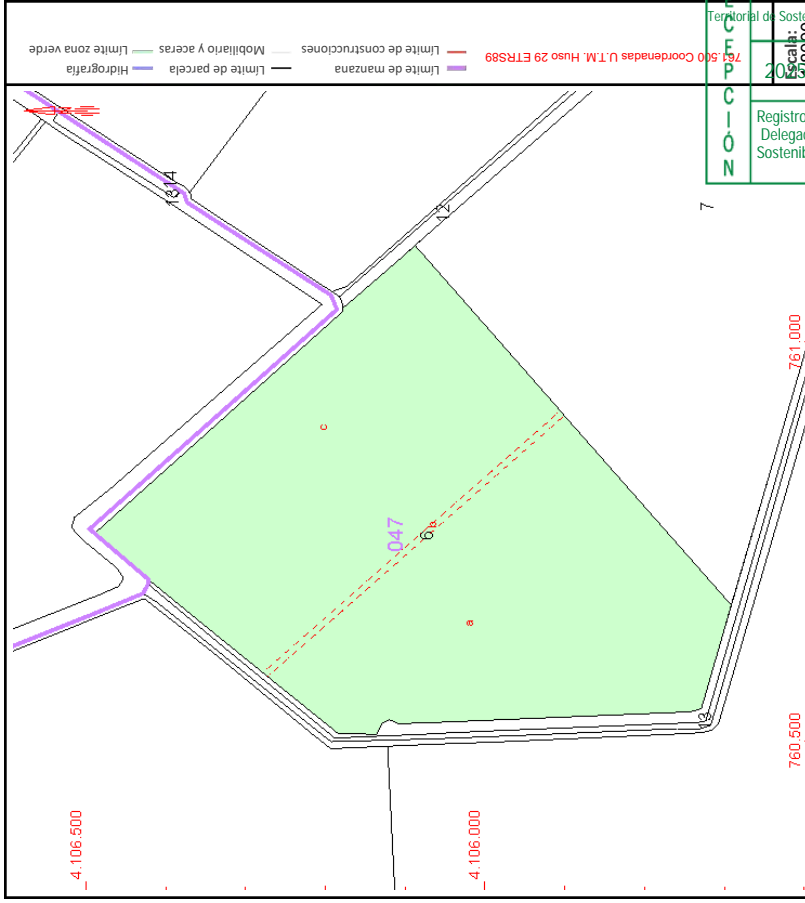 Límite zona verde
Hidrografía
Mobiliario y aceras
Límite de parcela
Límite de construcciones
Límite de manzana
761.500 Coordenadas U.T.M. Huso 29 ETRS89
E
C
E
P
C
I
Ó
N
Territorial de Soste
2025
Escala:
Registro
Delegac
Sostenib
14
13
12
7
c
047
6
b
a
13
761.000
760.500
4.106.500
4.106.000